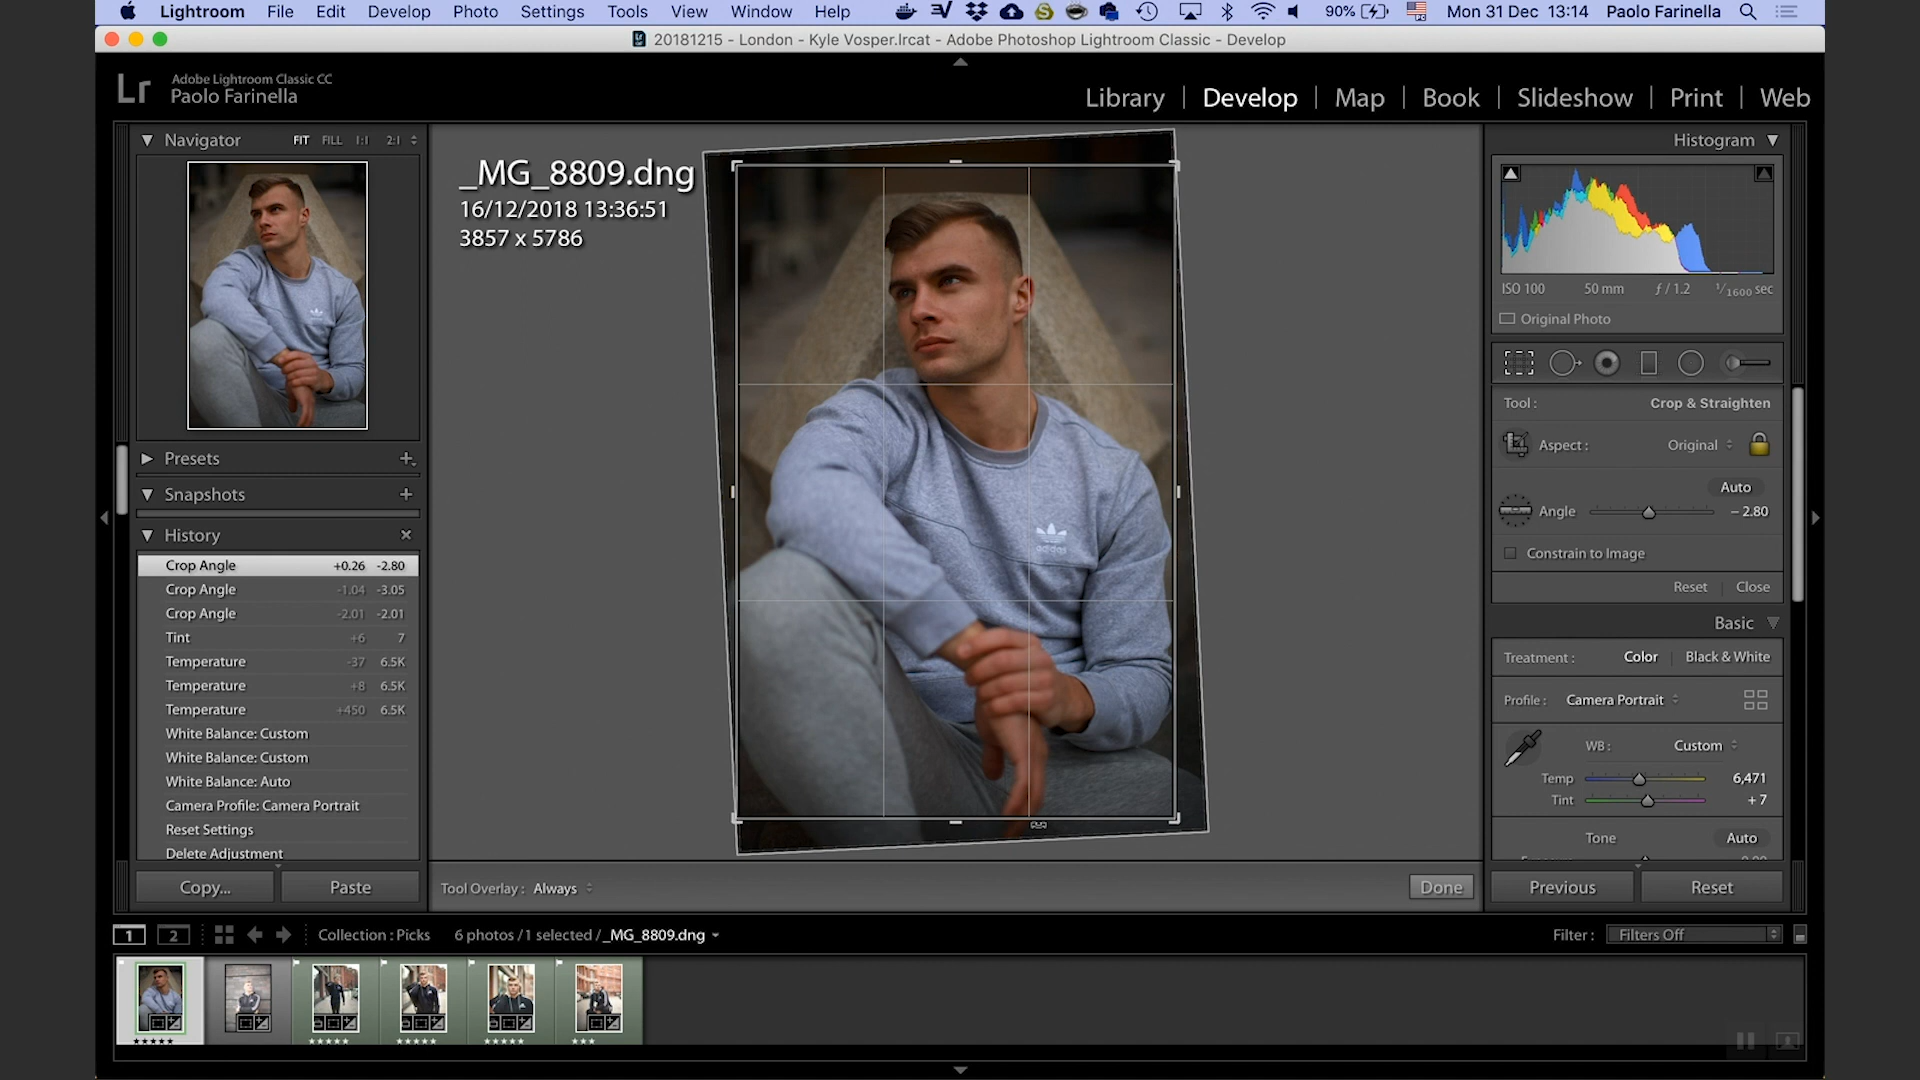 Lightroom File Edit Develop Photo Settings Tools View Window Help 90% Mon 31 Dec 13:14 Paolo Farinella
20181215 - London - Kyle Vosper.lrcat - Adobe Photoshop Lightroom Classic - Develop
Lr
Adobe Lightroom Classic CC
Paolo Farinella
Library | Develop | Map | Book | Slideshow | Print | Web
Navigator FIT FILL 1:1 2:1
Presets
Snapshots
History
Crop Angle +0.26 -2.80
Crop Angle -1.04 -3.05
Crop Angle -2.01 -2.01
Tint +6 7
Temperature -37 6.5K
Temperature +8 6.5K
Temperature +450 6.5K
White Balance: Custom
White Balance: Custom
White Balance: Auto
Camera Profile: Camera Portrait
Reset Settings
Delete Adjustment
Copy... Paste
_MG_8809.dng
16/12/2018 13:36:51
3857 x 5786
adidas
Tool Overlay : Always
Done
Histogram
ISO 100 50 mm ƒ / 1.2 1/1600 sec
Original Photo
Tool : Crop & Straighten
Aspect : Original
Auto
Angle - 2.80
Constrain to Image
Reset Close
Basic
Treatment : Color Black & White
Profile : Camera Portrait
WB : Custom
Temp 6,471
Tint + 7
Tone Auto
Previous Reset
1 2 Collection : Picks 6 photos / 1 selected / _MG_8809.dng
Filter : Filters Off